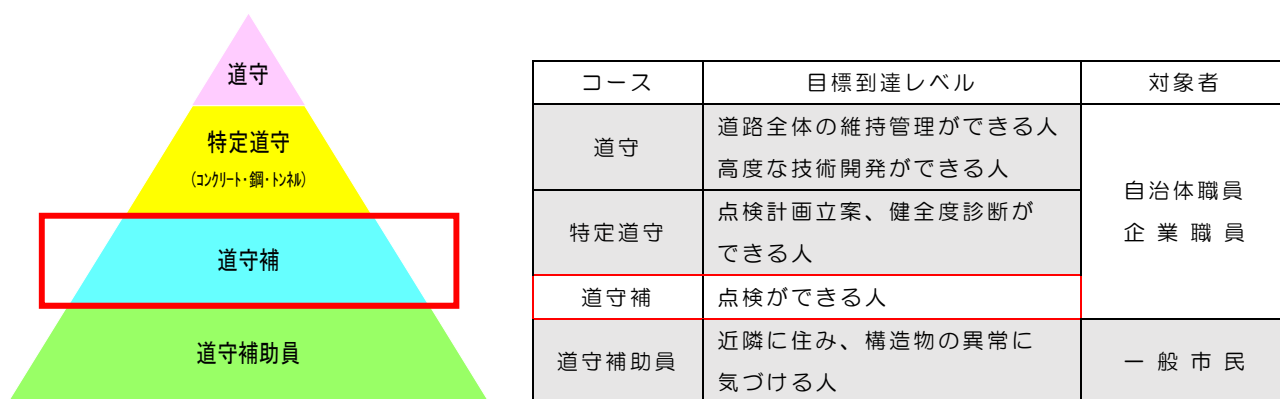 道守
特定道守
(コンクリート・鋼・トンネル)
道守補
道守補助員
コース
目標到達レベル
対象者
道守
道路全体の維持管理ができる人
高度な技術開発ができる人
自治体職員
企業職員
特定道守
点検計画立案、健全度診断が
できる人
道守補
点検ができる人
道守補助員
近隣に住み、構造物の異常に
気づける人
一般市民